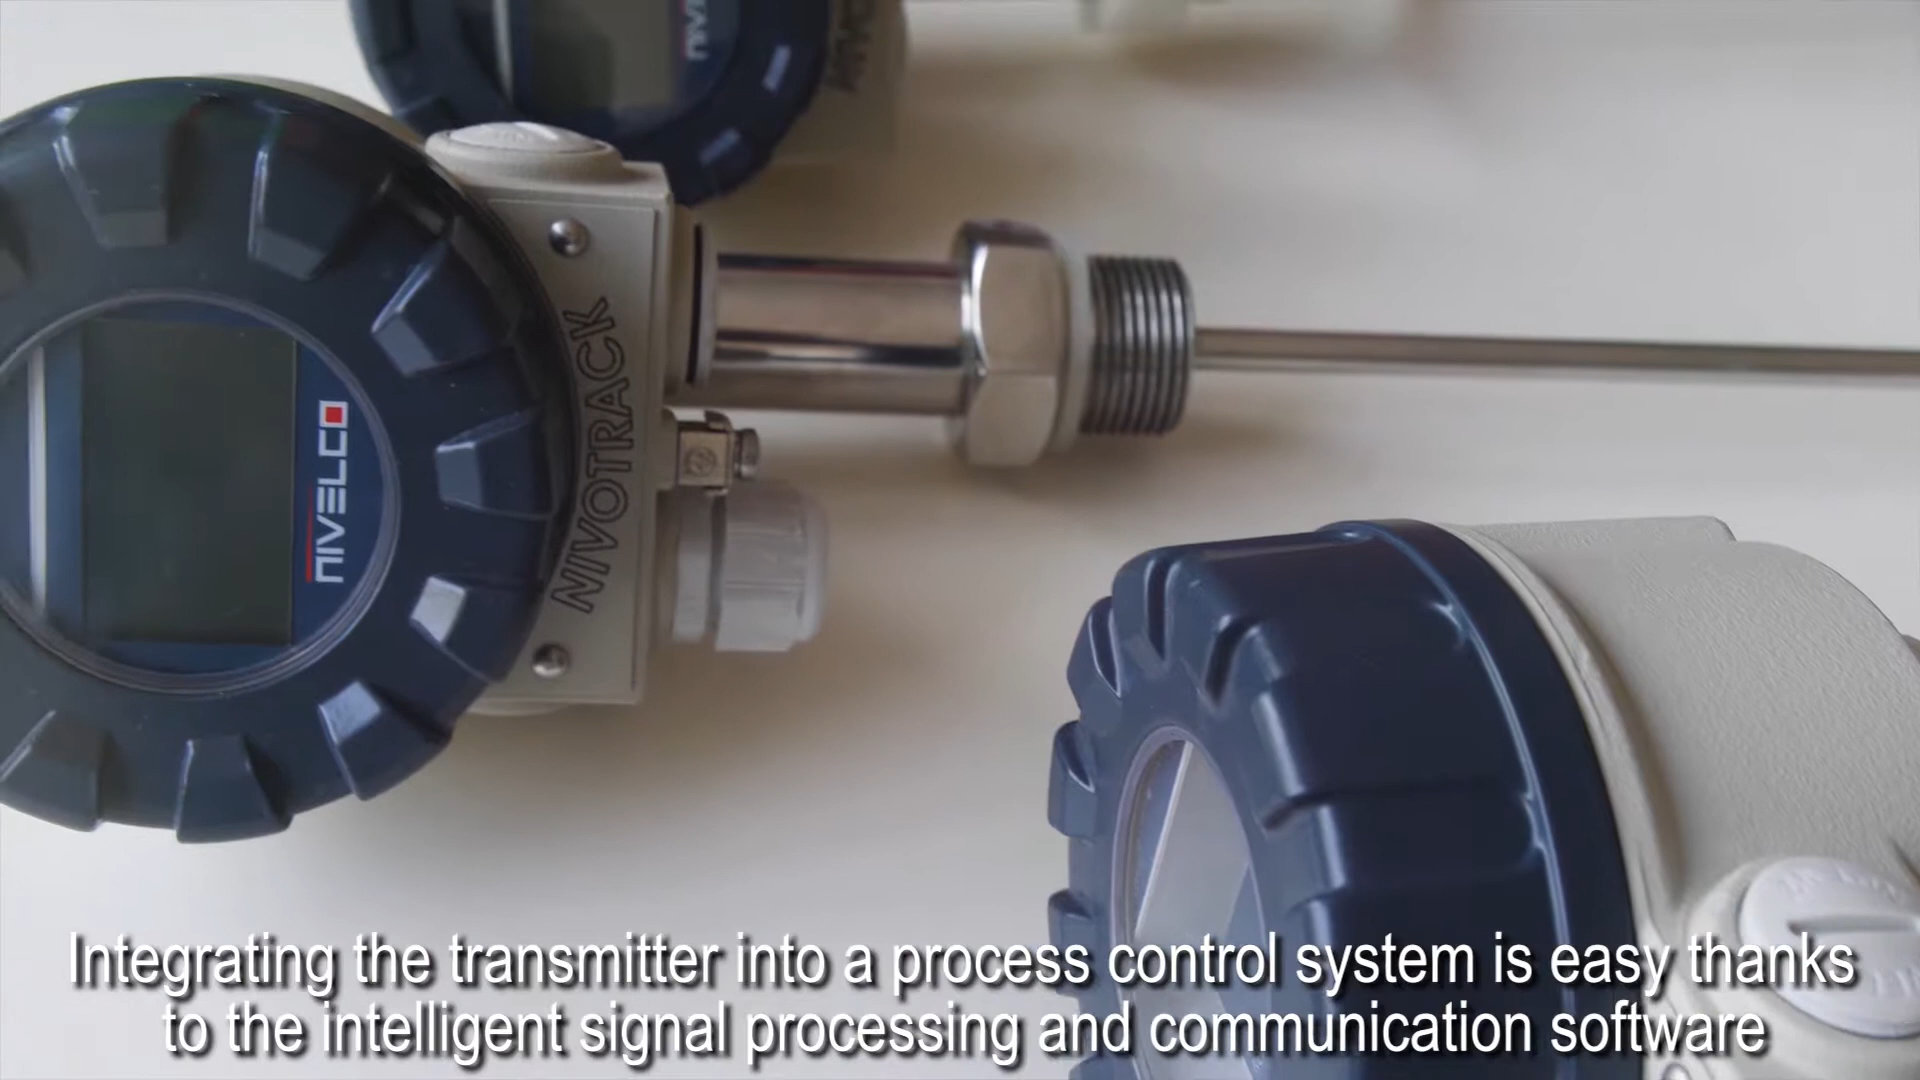 NIVELCO
NIVOTRACK
Integrating the transmitter into a process control system is easy thanks
to the intelligent signal processing and communication software